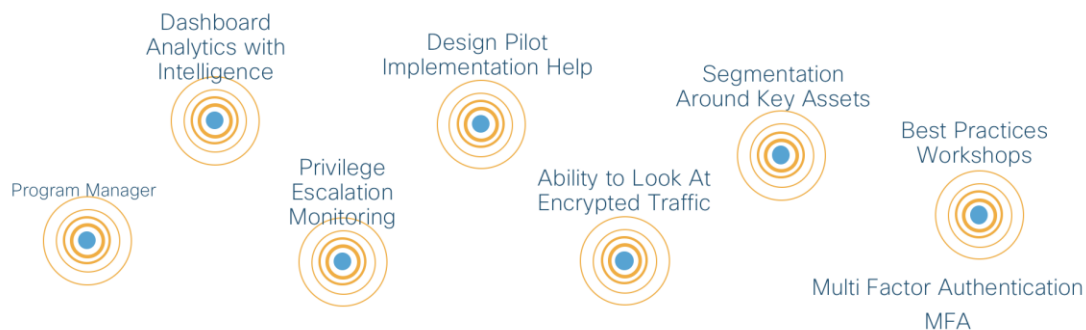 Dashboard
Analytics with
Intelligence
Design Pilot
Implementation Help
Segmentation
Around Key Assets
Best Practices
Workshops
Program Manager
Privilege
Escalation
Monitoring
Ability to Look At
Encrypted Traffic
Multi Factor Authentication
MFA